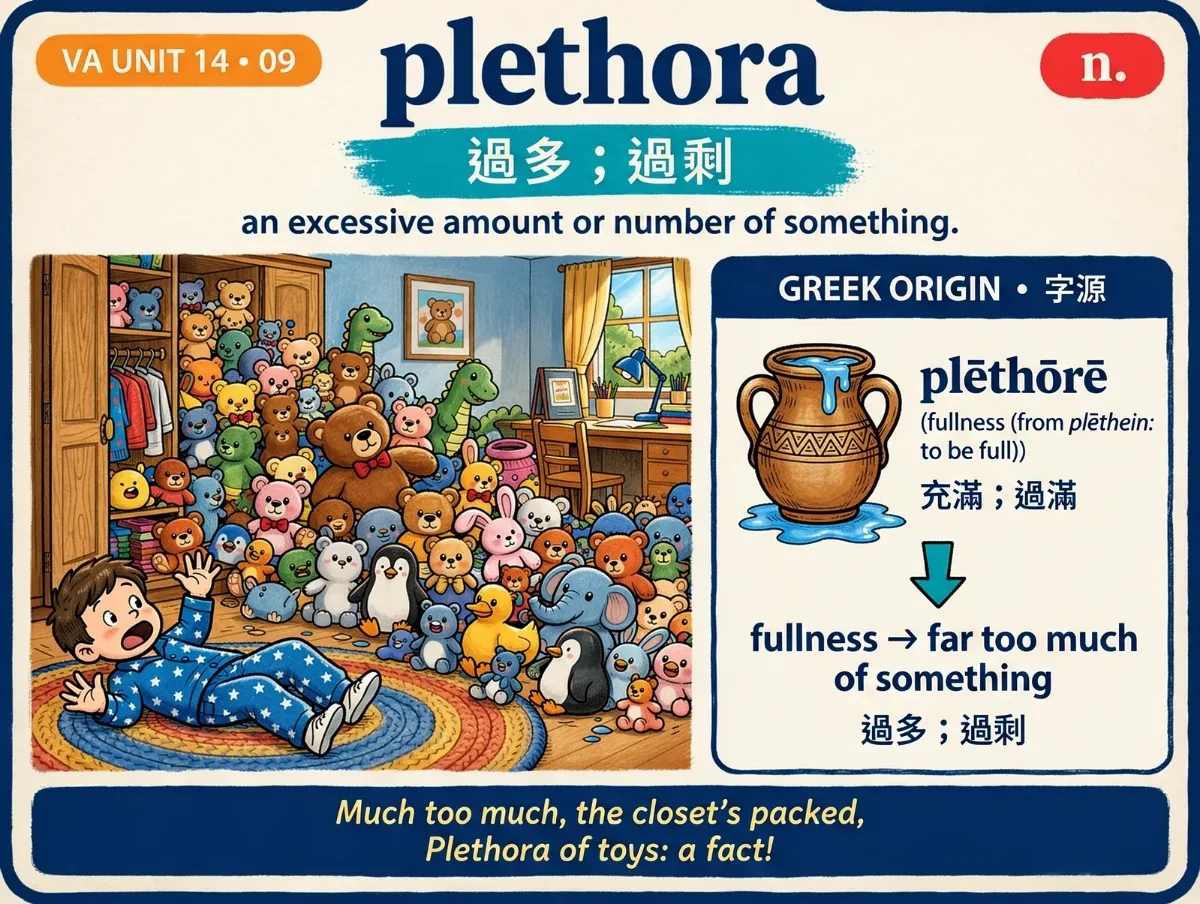 VA UNIT 14 • 09
plethora
n.
過多；過剩
an excessive amount or number of something.
GREEK ORIGIN • 字源
plēthōrē
(fullness (from plēthein:
to be full))
充滿；過滿
fullness → far too much
of something
過多；過剩
Much too much, the closet's packed,
Plethora of toys: a fact!